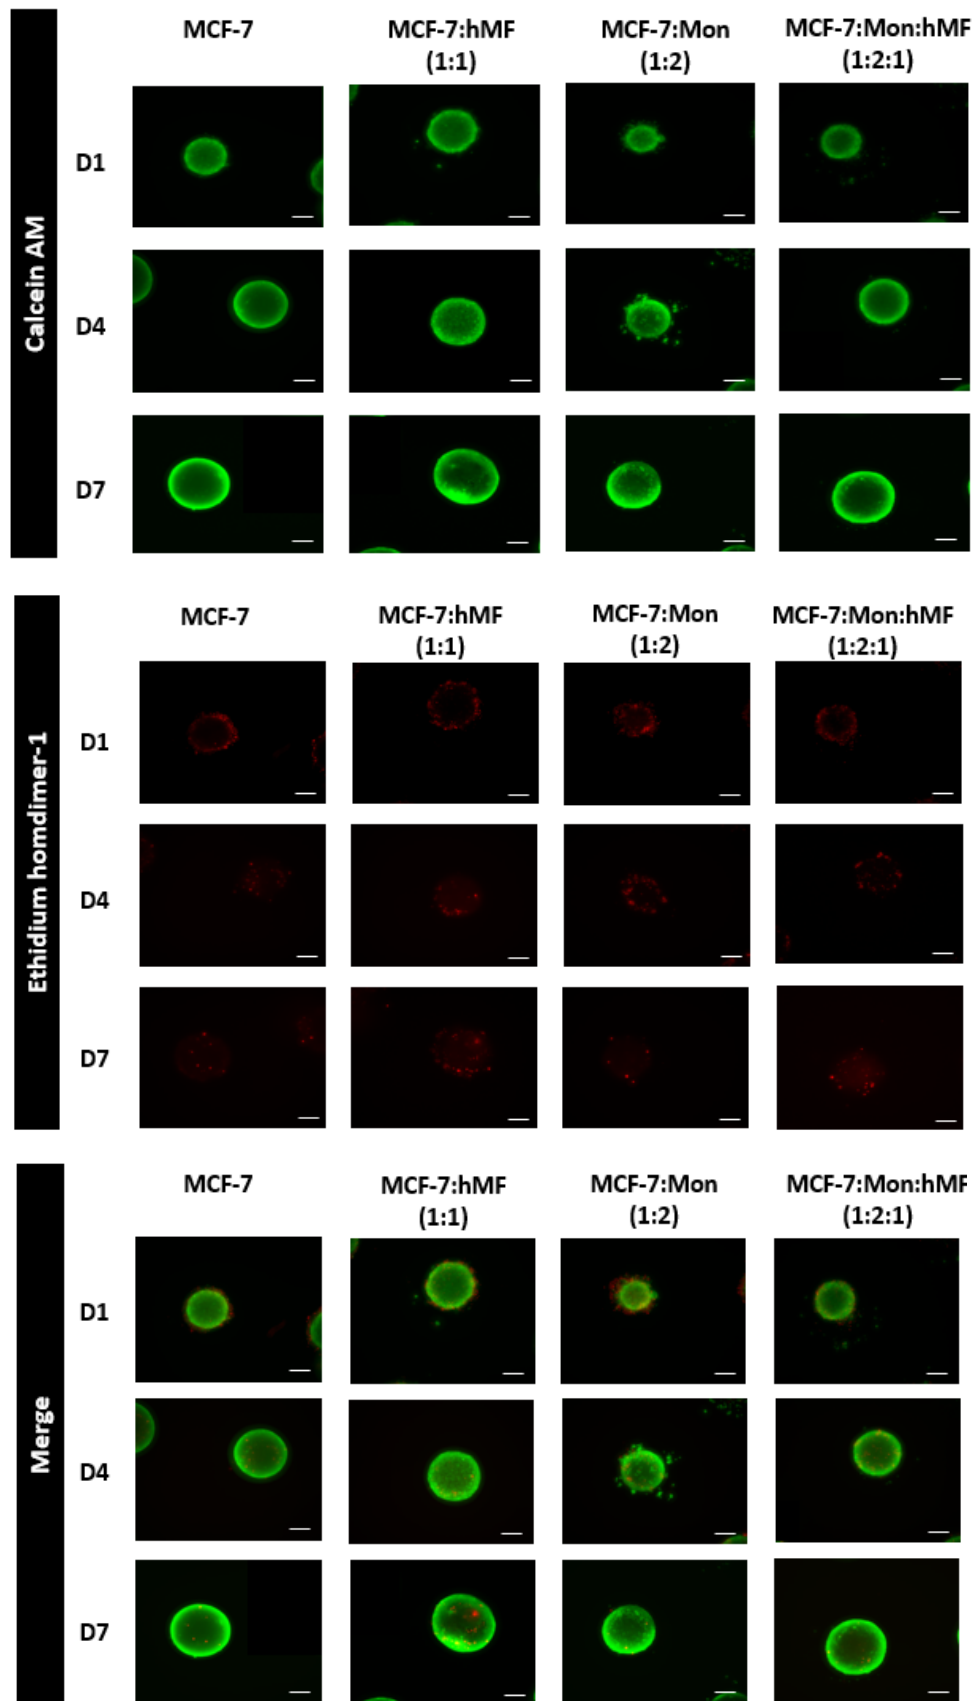 Calcein AM
MCF-7
MCF-7:hMF
(1:1)
MCF-7:Mon
(1:2)
MCF-7:Mon:hMF
(1:2:1)
D1
D4
D7
Ethidium homdimer-1
MCF-7
MCF-7:hMF
(1:1)
MCF-7:Mon
(1:2)
MCF-7:Mon:hMF
(1:2:1)
D1
D4
D7
Merge
MCF-7
MCF-7:hMF
(1:1)
MCF-7:Mon
(1:2)
MCF-7:Mon:hMF
(1:2:1)
D1
D4
D7